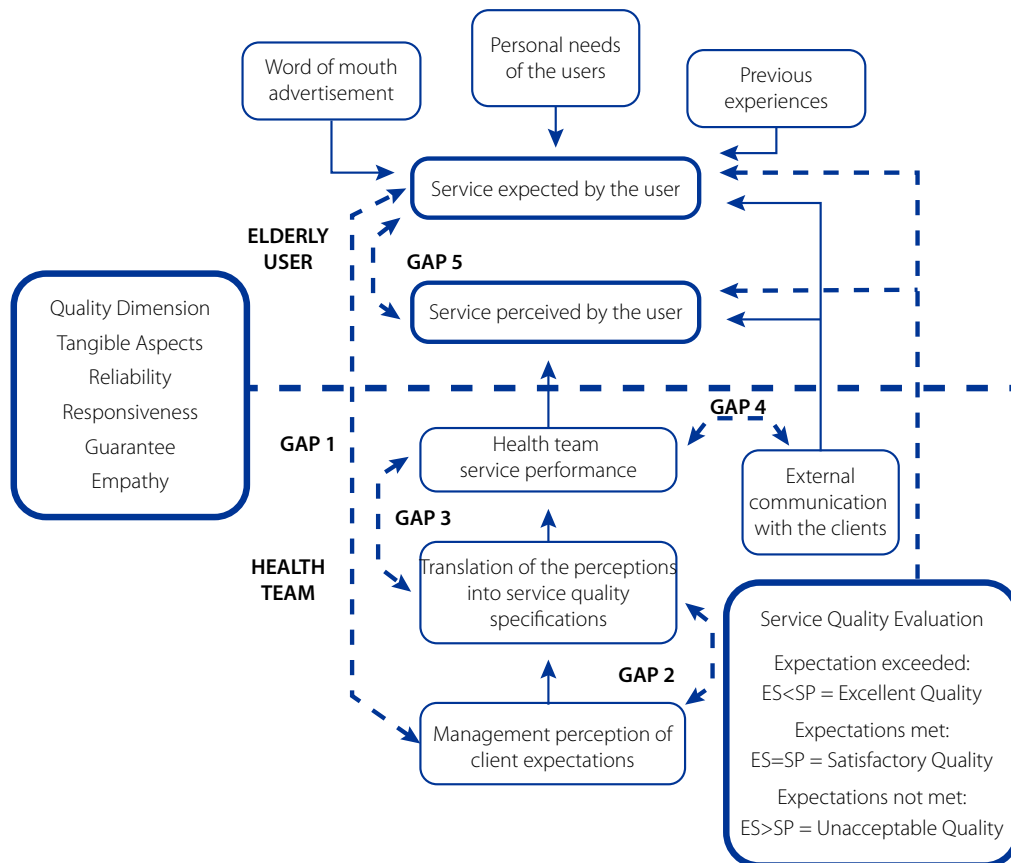 Personal needs
of the users
Word of mouth
advertisement
Previous
experiences
Service expected by the user
ELDERLY
USER
GAP 5
Service perceived by the user
Quality Dimension
Tangible Aspects
Reliability
Responsiveness
Guarantee
Empathy
GAP 1
GAP 4
Health team
service performance
External
communication
with the clients
GAP 3
HEALTH
TEAM
Translation of the perceptions
into service quality
specifications
GAP 2
Management perception of
client expectations
Service Quality Evaluation
Expectation exceeded:
ES<SP = Excellent Quality
Expectations met:
ES=SP = Satisfactory Quality
Expectations not met:
ES>SP = Unacceptable Quality